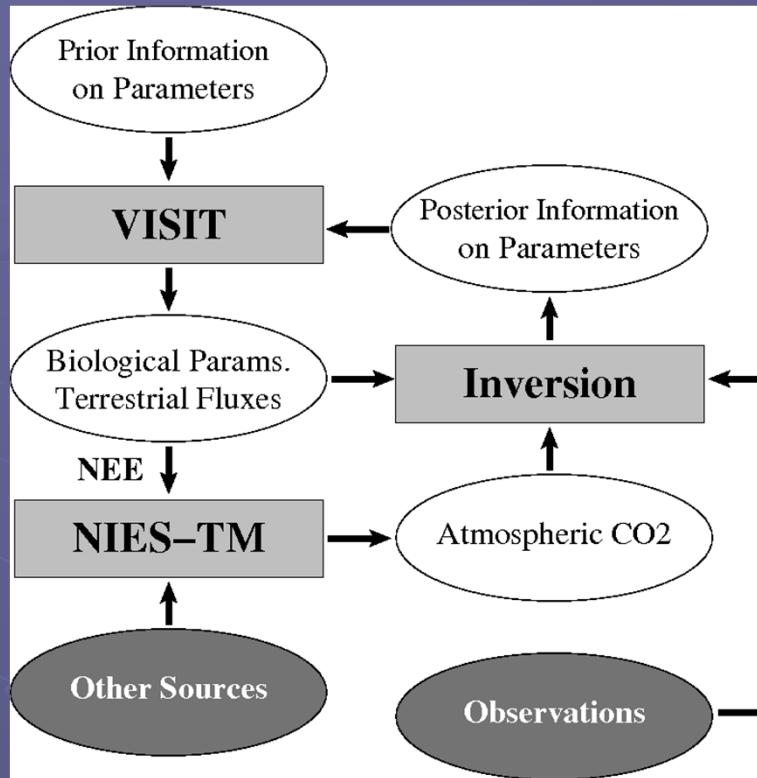 Prior Information
on Parameters
VISIT
Posterior Information
on Parameters
Biological Params.
Terrestrial Fluxes
Inversion
NEE
NIES–TM
Atmospheric CO2
Other Sources
Observations